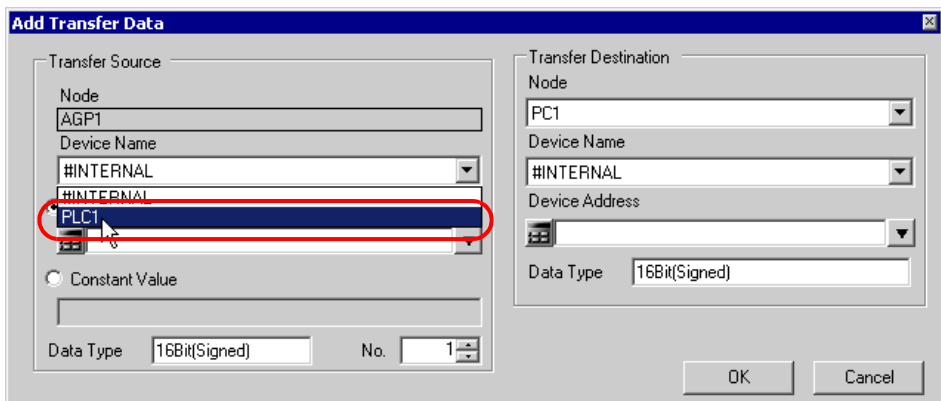 Add Transfer Data
Transfer Source
Node
AGP1
Device Name
#INTERNAL
#INTERNAL
PLC1
Constant Value
Data Type 16Bit(Signed) No. 1
Transfer Destination
Node
PC1
Device Name
#INTERNAL
Device Address
Data Type 16Bit(Signed)
OK Cancel